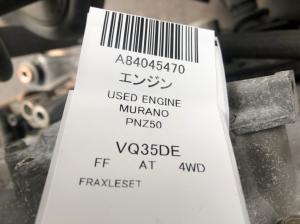 A84045470
エンジン
USED ENGINE
MURANO
PNZ50
VQ35DE
FF AT 4WD
FRAXLESET